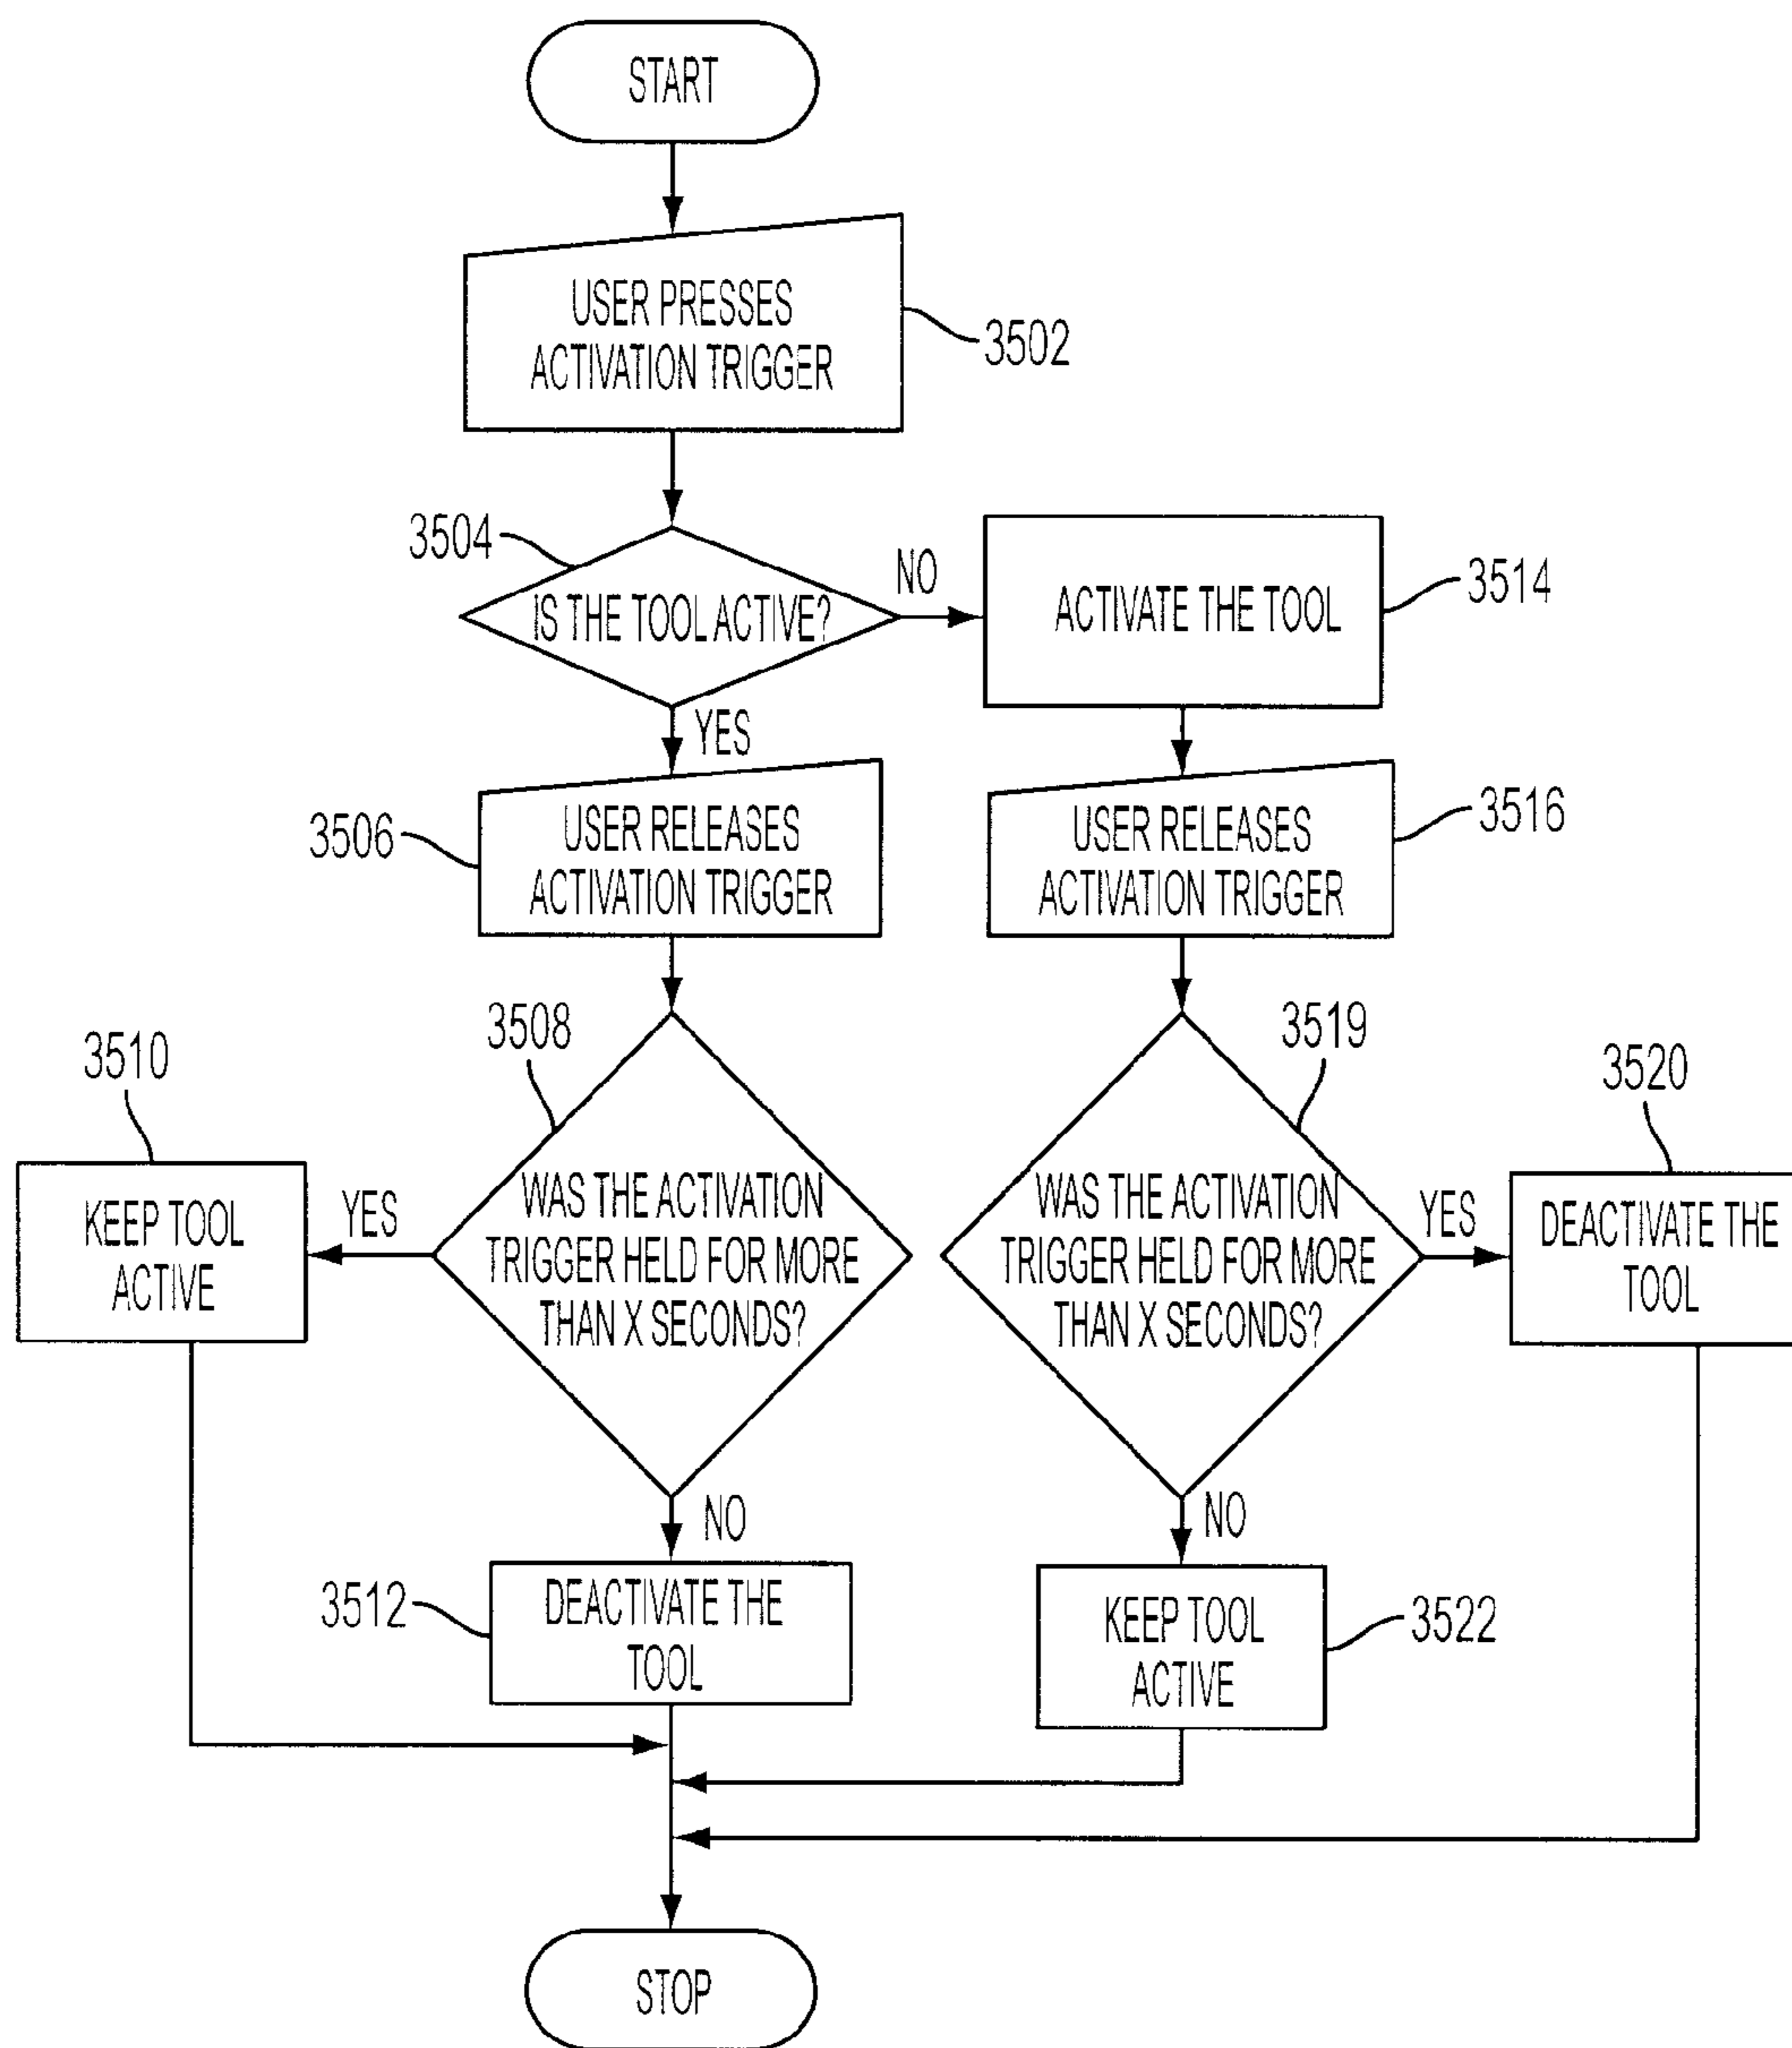 START
USER PRESSES
ACTIVATION TRIGGER
3502
3504
IS THE TOOL ACTIVE?
NO
ACTIVATE THE TOOL
3514
YES
3506
USER RELEASES
ACTIVATION TRIGGER
USER RELEASES
ACTIVATION TRIGGER
3516
3510
3508
3519
3520
KEEP TOOL
ACTIVE
YES
WAS THE ACTIVATION
TRIGGER HELD FOR MORE
THAN X SECONDS?
WAS THE ACTIVATION
TRIGGER HELD FOR MORE
THAN X SECONDS?
YES
DEACTIVATE THE
TOOL
NO
NO
3512
DEACTIVATE THE
TOOL
KEEP TOOL
ACTIVE
3522
STOP